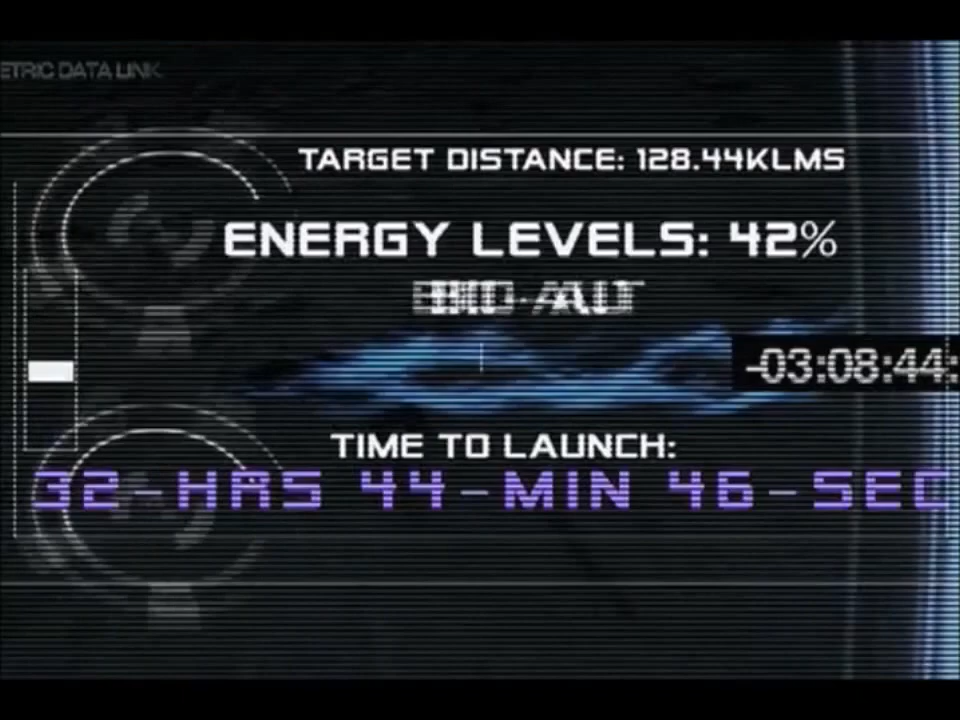 ETRIC DATA LINK
TARGET DISTANCE: 128.44KLMS
ENERGY LEVELS: 42%
-03:08:44:
TIME TO LAUNCH:
32-HRS 44-MIN 46-SEC